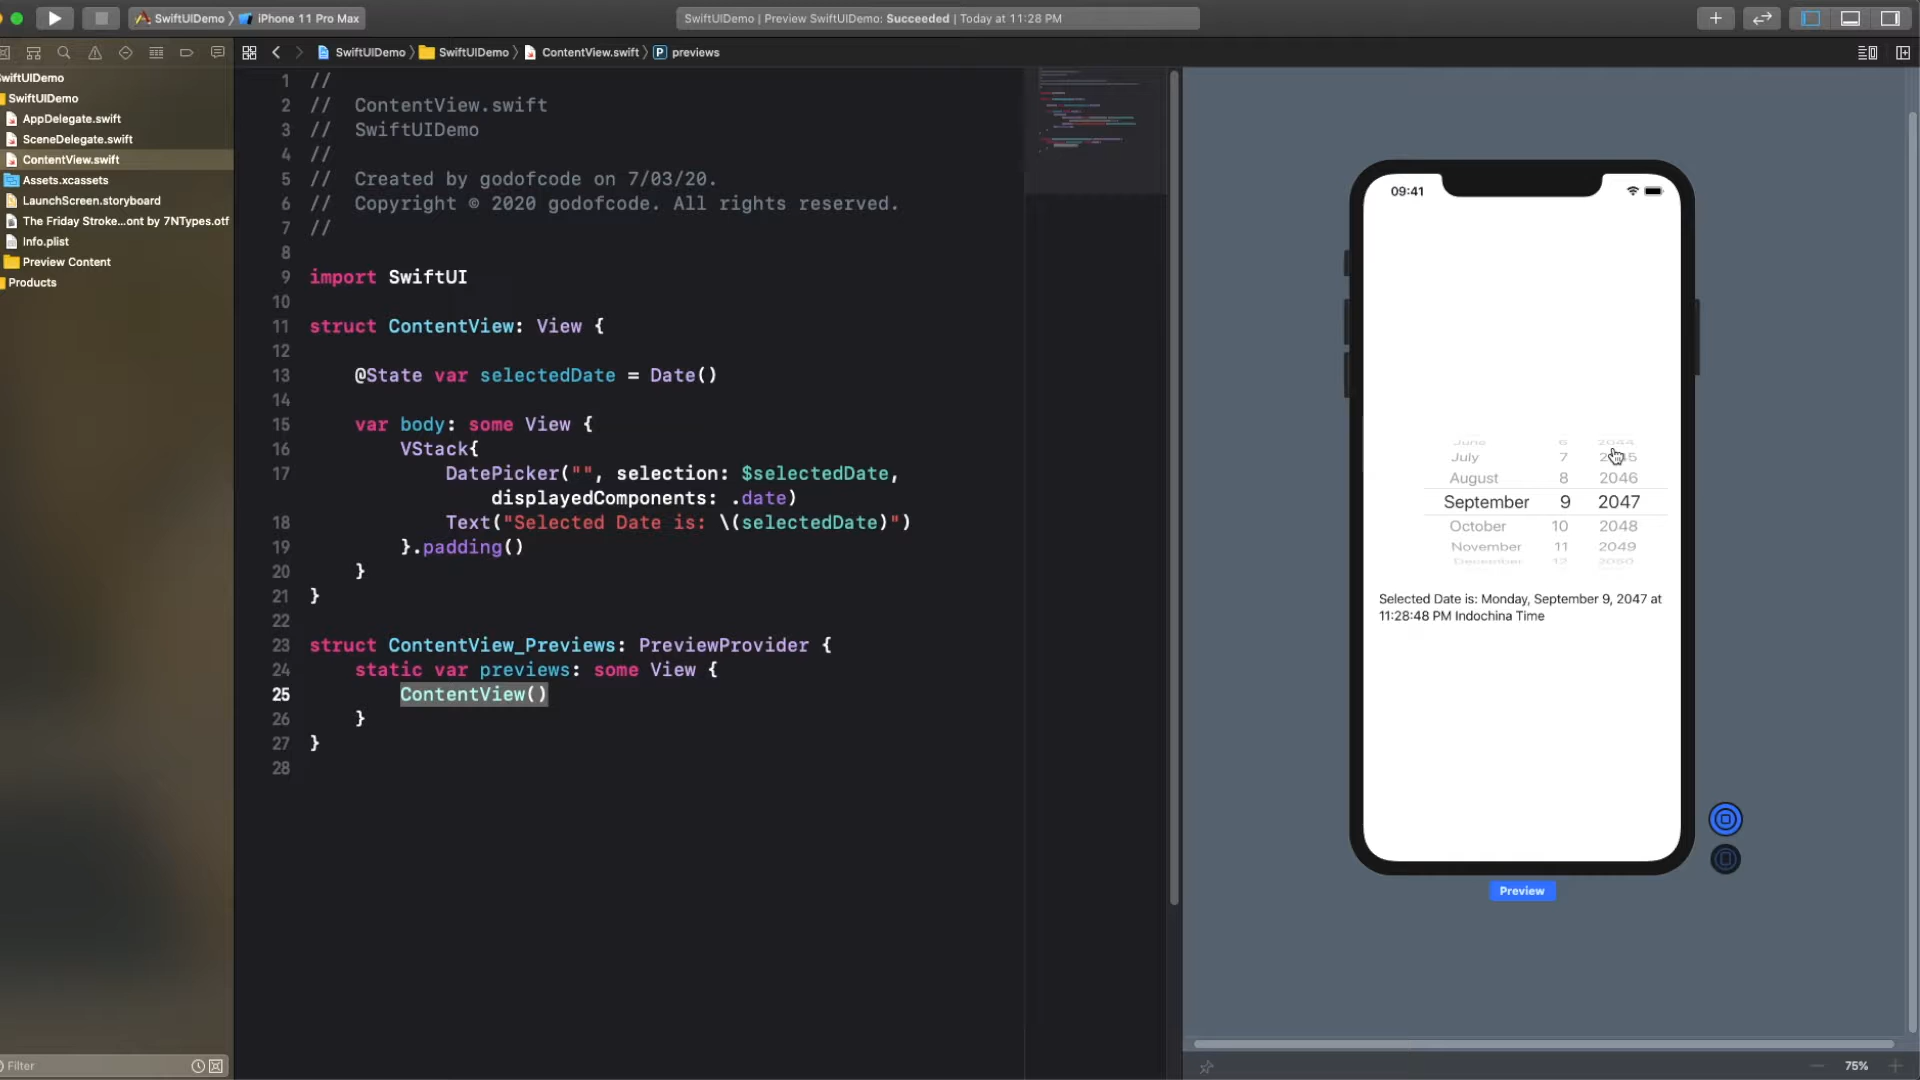 SwiftUIDemo 〉 iPhone 11 Pro Max
SwiftUIDemo | Preview SwiftUIDemo: Succeeded | Today at 11:28 PM
SwiftUIDemo 〉 SwiftUIDemo 〉 ContentView.swift 〉 P previews
wiftUIDemo
SwiftUIDemo
AppDelegate.swift
SceneDelegate.swift
ContentView.swift
Assets.xcassets
LaunchScreen.storyboard
The Friday Stroke...ont by 7NTypes.otf
Info.plist
Preview Content
Products
Filter
1 //
2 // ContentView.swift
3 // SwiftUIDemo
4 //
5 // Created by godofcode on 7/03/20.
6 // Copyright © 2020 godofcode. All rights reserved.
7 //
8
9 import SwiftUI
10
11 struct ContentView: View {
12
13 @State var selectedDate = Date()
14
15 var body: some View {
16 VStack{
17 DatePicker("", selection: $selectedDate,
displayedComponents: .date)
18 Text("Selected Date is: \(selectedDate)")
19 }.padding()
20 }
21 }
22
23 struct ContentView_Previews: PreviewProvider {
24 static var previews: some View {
25 ContentView()
26 }
27 }
28
09:41
June 6 2044
July 7 2045
August 8 2046
September 9 2047
October 10 2048
November 11 2049
December 12 2050
Selected Date is: Monday, September 9, 2047 at
11:28:48 PM Indochina Time
Preview
75%